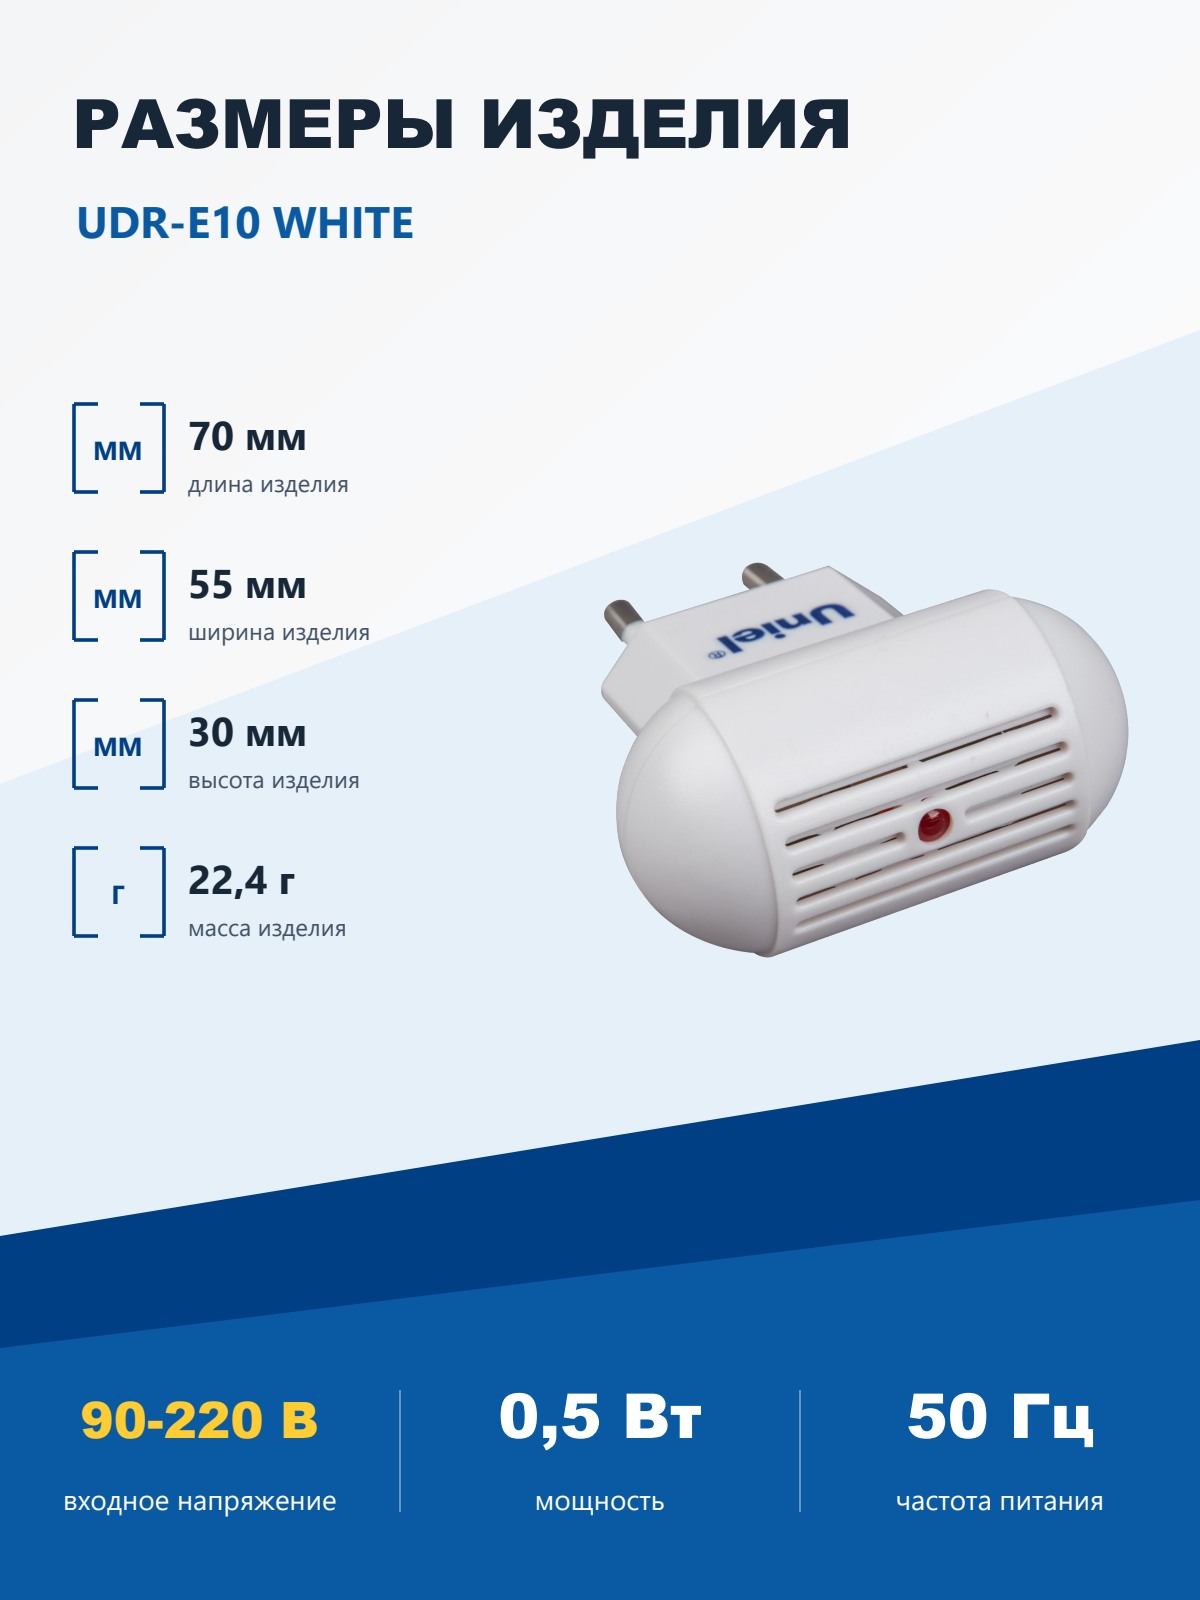 РАЗМЕРЫ ИЗДЕЛИЯ
UDR-E10 WHITE
мм
70 мм
длина изделия
мм
55 мм
ширина изделия
мм
30 мм
высота изделия
г
22,4 г
масса изделия
Uniel®
90-220 В
входное напряжение
0,5 Вт
мощность
50 Гц
частота питания